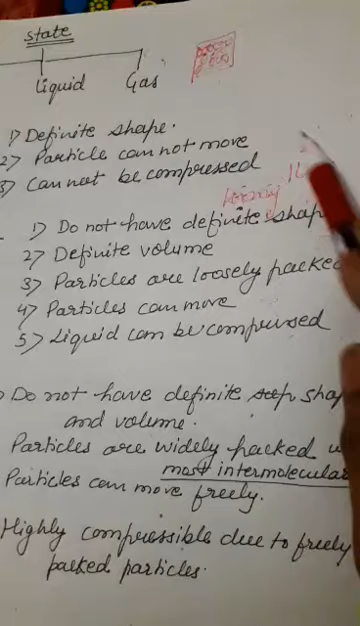 state
Liquid Gas
1) Definite shape.
2) Particle can not move
3) Cannot be compressed
1) Do not have definite shap
2) Definite volume
3) Particles are loosely packed
4) Particles can move
5) Liquid can be compressed
Do not have definite shap
and volume.
Particles are widely packed
most intermolecular
Particles can move freely.
Highly compressible due to freely
packed particles.